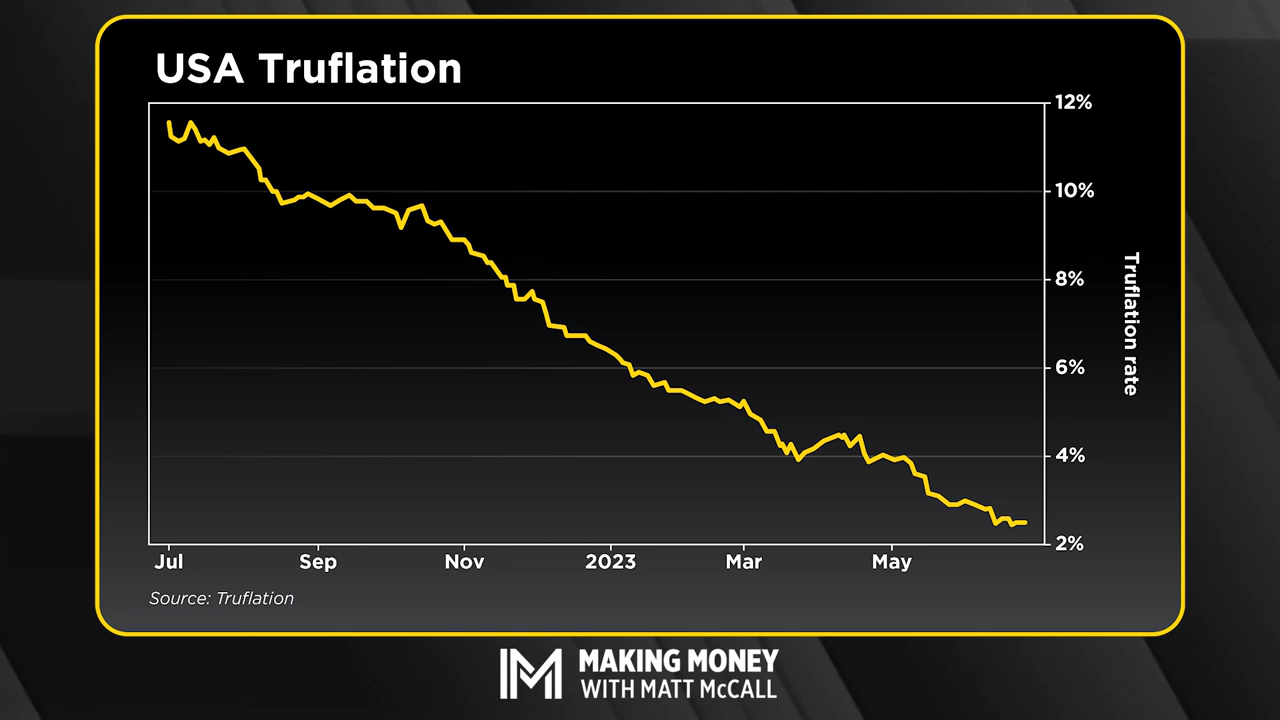 USA Truflation
12%
10%
8%
6%
4%
2%
Truflation rate
Jul Sep Nov 2023 Mar May
Source: Truflation
M MAKING MONEY
WITH MATT McCALL